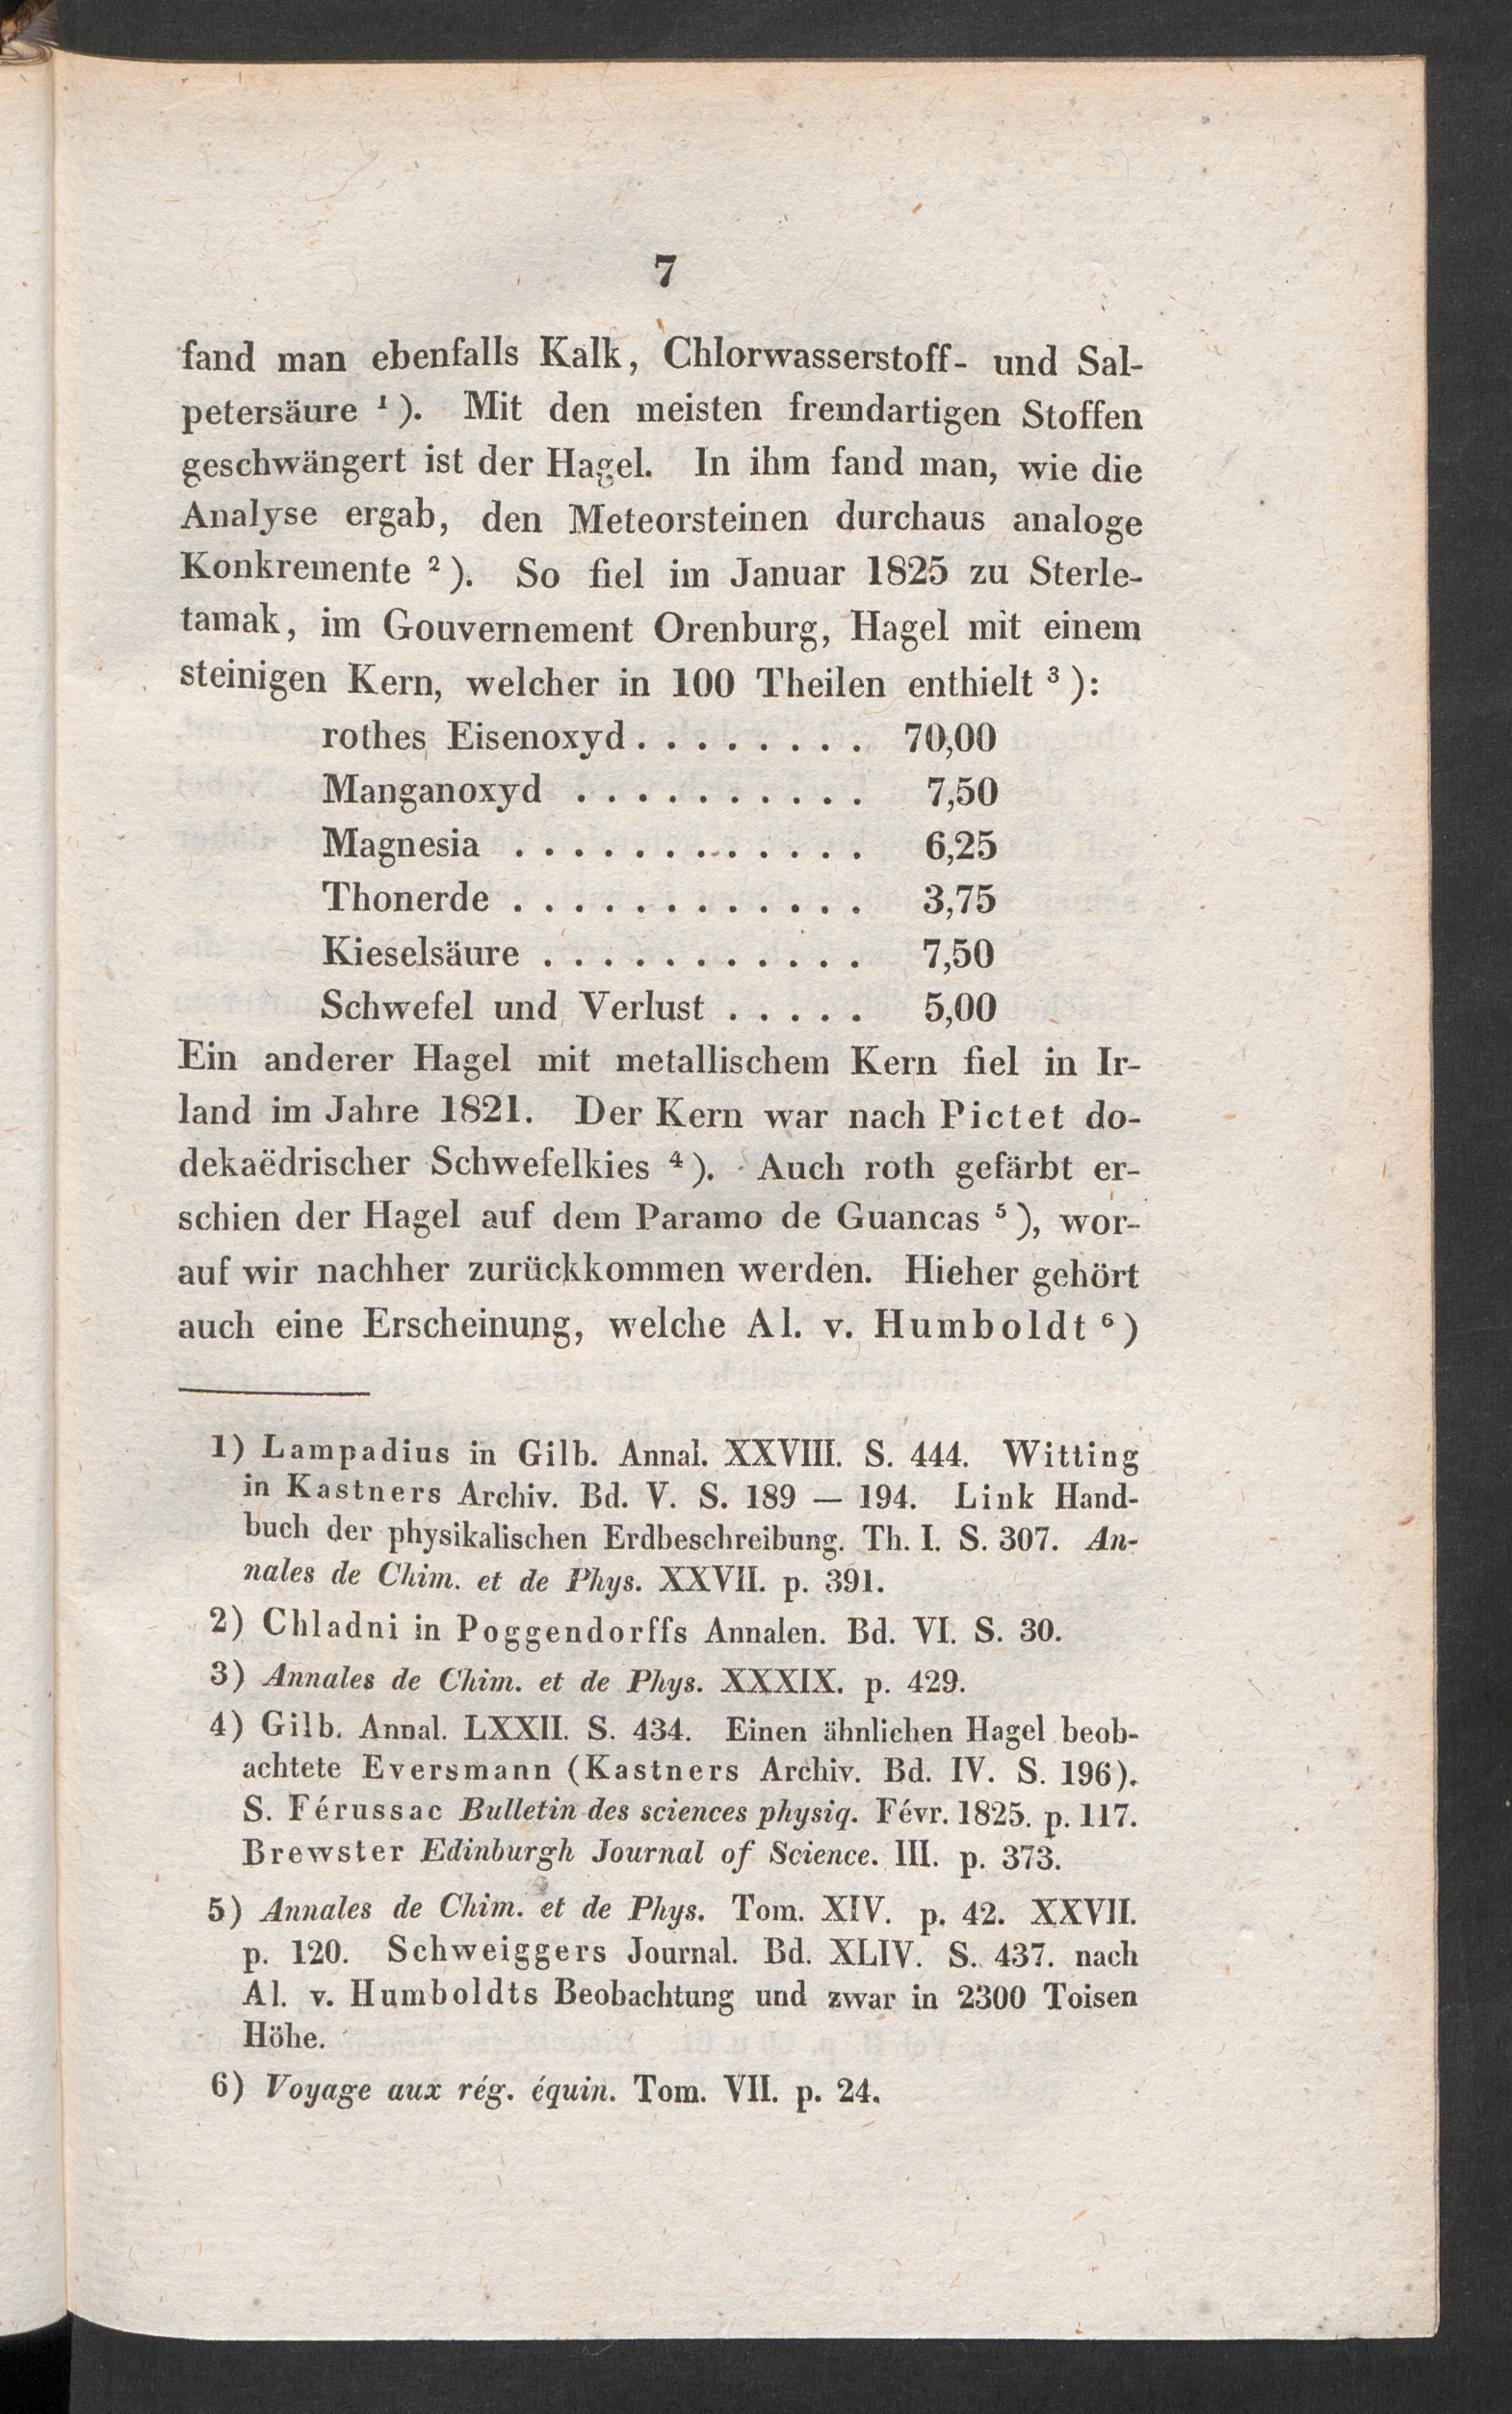 7
fand man ebenfalls Kalk, Chlorwasserstoff- und Sal-
petersäure ¹). Mit den meisten fremdartigen Stoffen
geschwängert ist der Hagel. In ihm fand man, wie die
Analyse ergab, den Meteorsteinen durchaus analoge
Konkremente ²). So fiel im Januar 1825 zu Sterle-
tamak, im Gouvernement Orenburg, Hagel mit einem
steinigen Kern, welcher in 100 Theilen enthielt ³):
rothes Eisenoxyd . . . . . . . . 70,00
Manganoxyd . . . . . . . . . . 7,50
Magnesia . . . . . . . . . . . . 6,25
Thonerde . . . . . . . . . . . . 3,75
Kieselsäure . . . . . . . . . . . 7,50
Schwefel und Verlust . . . . . 5,00
Ein anderer Hagel mit metallischem Kern fiel in Ir-
land im Jahre 1821. Der Kern war nach Pictet do-
dekaëdrischer Schwefelkies ⁴). Auch roth gefärbt er-
schien der Hagel auf dem Paramo de Guancas ⁵), wor-
auf wir nachher zurückkommen werden. Hieher gehört
auch eine Erscheinung, welche Al. v. Humboldt ⁶)
1) Lampadius in Gilb. Annal. XXVIII. S. 444. Witting
in Kastners Archiv. Bd. V. S. 189 — 194. Link Hand-
buch der physikalischen Erdbeschreibung. Th. I. S. 307. An-
nales de Chim. et de Phys. XXVII. p. 391.
2) Chladni in Poggendorffs Annalen. Bd. VI. S. 30.
3) Annales de Chim. et de Phys. XXXIX. p. 429.
4) Gilb. Annal. LXXII. S. 434. Einen ähnlichen Hagel beob-
achtete Eversmann (Kastners Archiv. Bd. IV. S. 196).
S. Férussac Bulletin des sciences physiq. Févr. 1825. p. 117.
Brewster Edinburgh Journal of Science. III. p. 373.
5) Annales de Chim. et de Phys. Tom. XIV. p. 42. XXVII.
p. 120. Schweiggers Journal. Bd. XLIV. S. 437. nach
Al. v. Humboldts Beobachtung und zwar in 2300 Toisen
Höhe.
6) Voyage aux rég. équin. Tom. VII. p. 24.